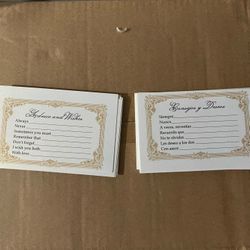 Advice and Wishes
Always
Never
Sometimes you must
Remember that
Don't forget
I wish you both
With love
Consejos y Deseos
Siempre
Nunca
A veces, necesitas
Recuerda que
No te olvides
Les deseo a los dos
Con amor